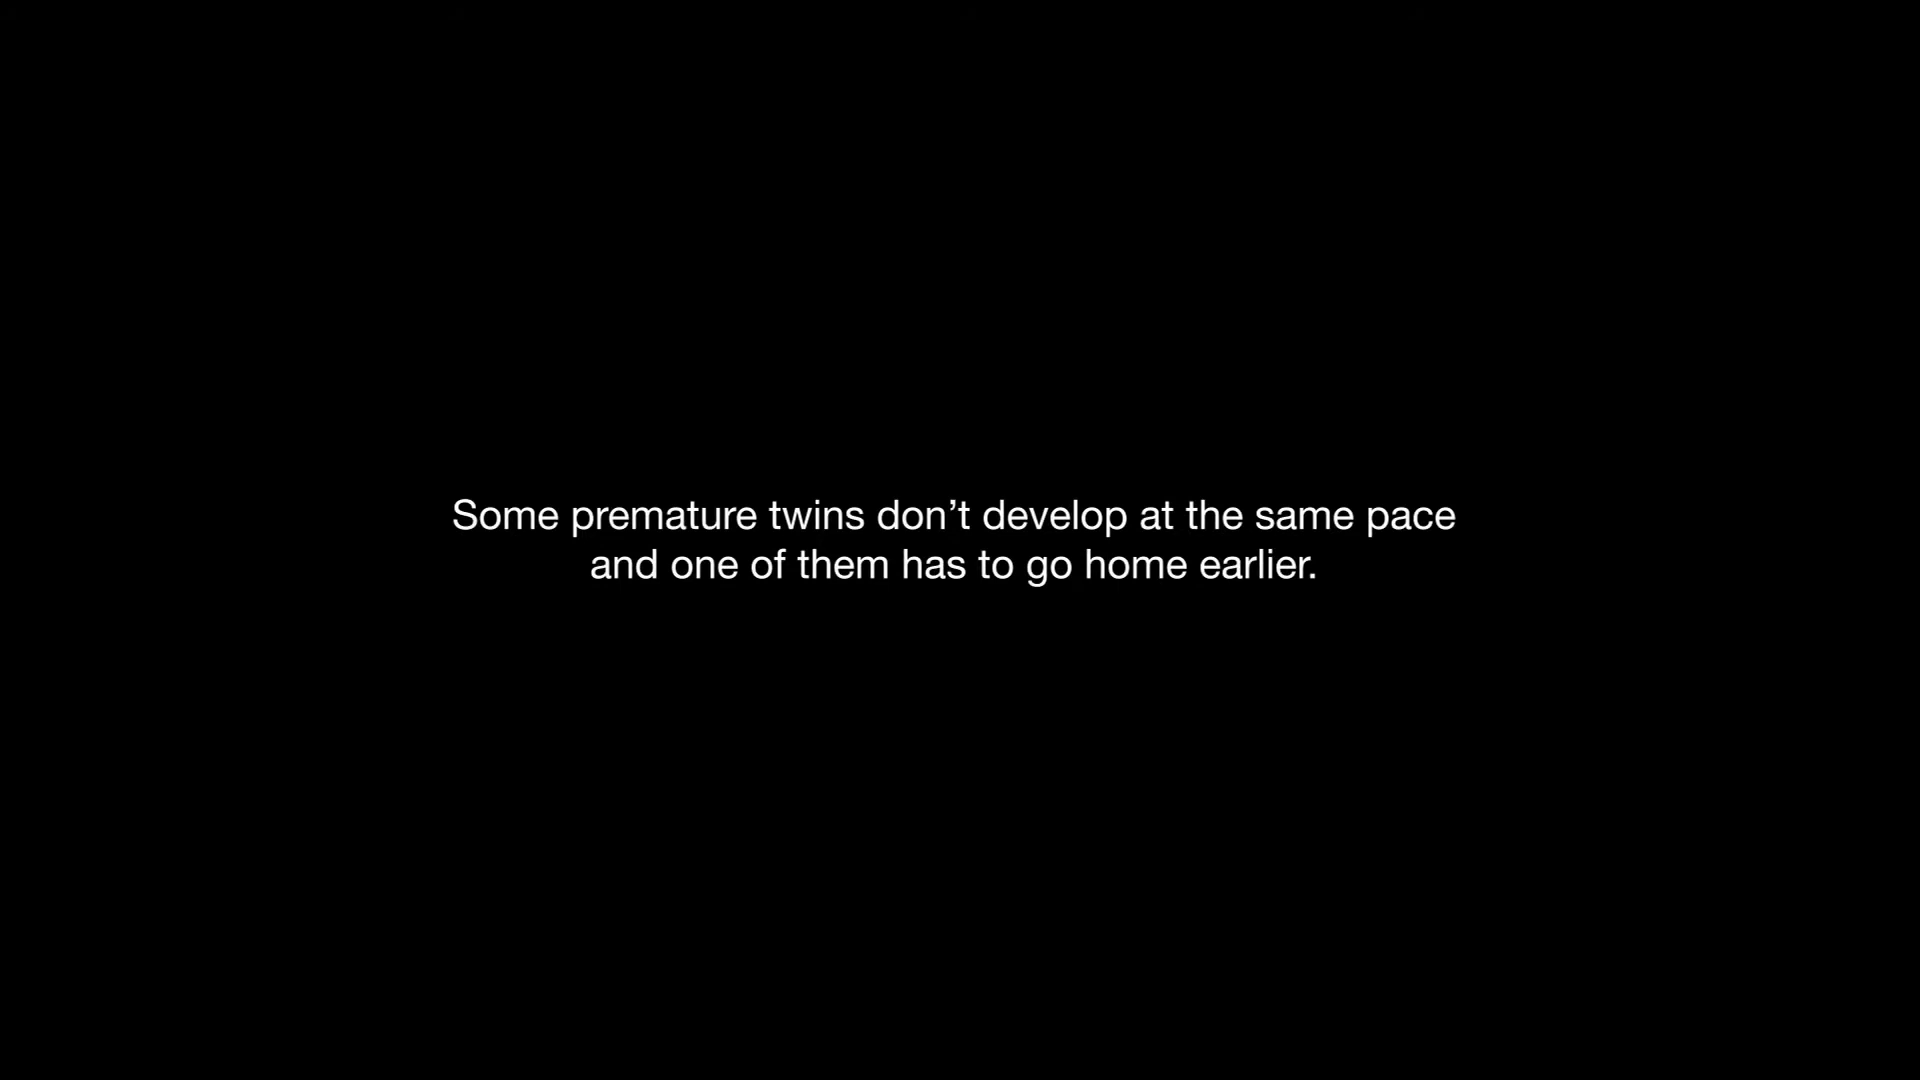 Some premature twins don’t develop at the same pace
and one of them has to go home earlier.